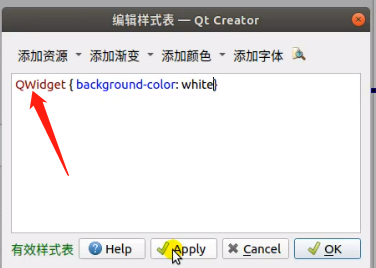 编辑样式表 — Qt Creator
添加资源 添加渐变 添加颜色 添加字体
QWidget { background-color: white}
有效样式表 Help Apply Cancel OK